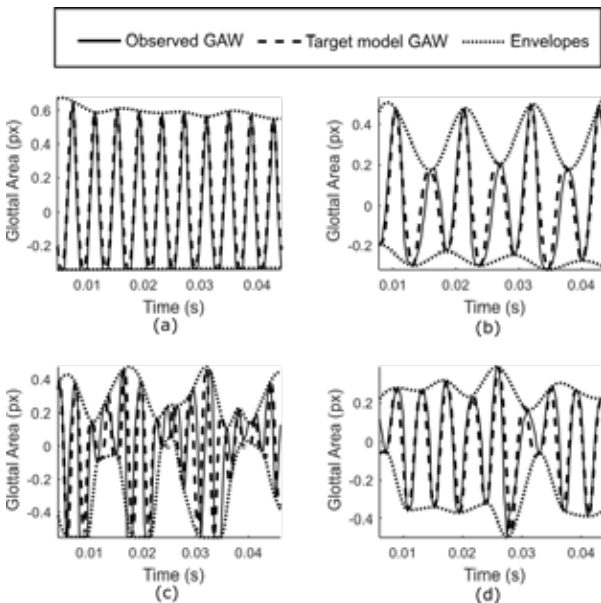 Observed GAW Target model GAW Envelopes
Glottal Area (px)
0.6
0.4
0.2
0
-0.2
0.01 0.02 0.03 0.04
Time (s)
(a)
Glottal Area (px)
0.4
0.2
0
-0.2
0.01 0.02 0.03 0.04
Time (s)
(b)
Glottal Area (px)
0.4
0.2
0
-0.2
-0.4
0.01 0.02 0.03 0.04
Time (s)
(c)
Glottal Area (px)
0.2
0
-0.2
-0.4
0.01 0.02 0.03 0.04
Time (s)
(d)